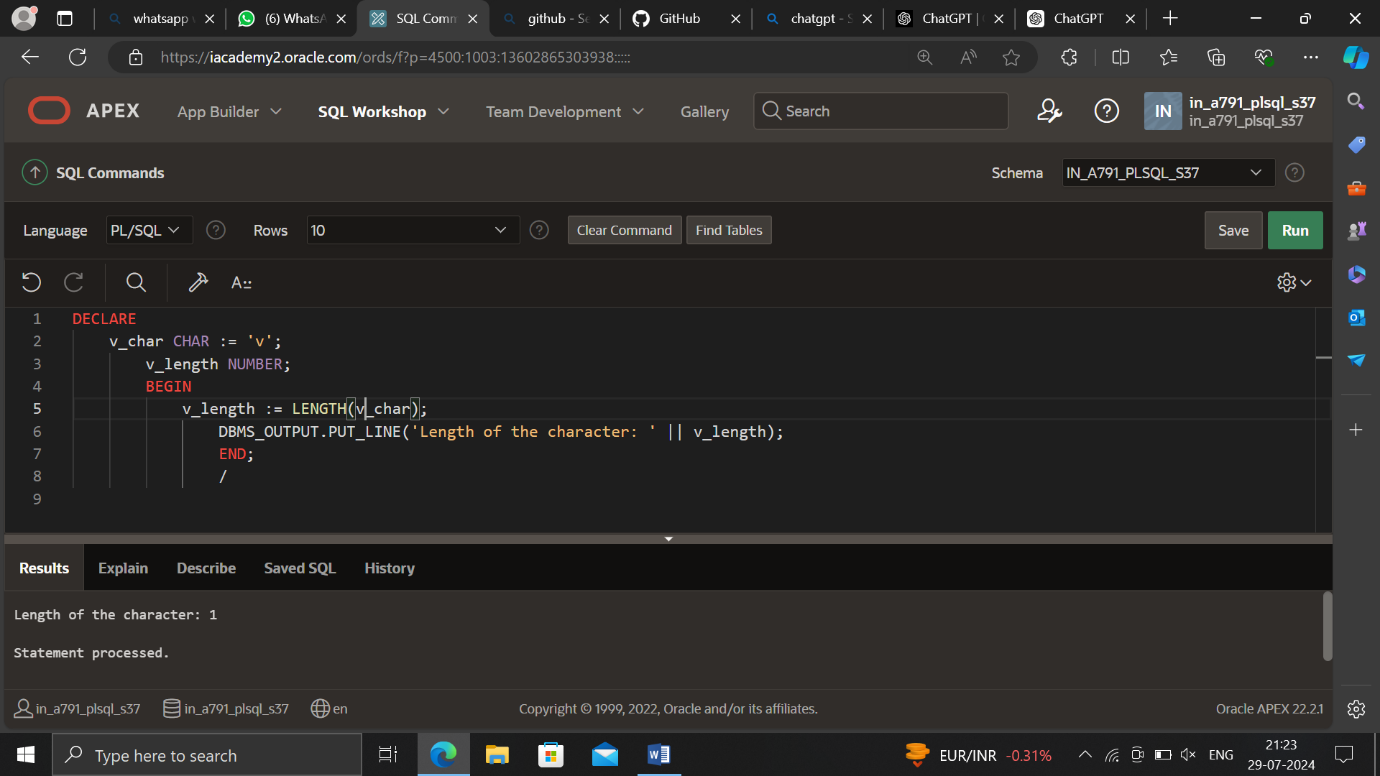 whatsapp
(6) WhatsA
SQL Comm
github - Se
GitHub
chatgpt - S
ChatGPT |
ChatGPT
https://iacademy2.oracle.com/ords/f?p=4500:1003:13602865303938:::::
APEX
App Builder
SQL Workshop
Team Development
Gallery
Search
IN
in_a791_plsql_s37
in_a791_plsql_s37
SQL Commands
Schema
IN_A791_PLSQL_S37
Language
PL/SQL
Rows
10
Clear Command
Find Tables
Save
Run
1 DECLARE
2 v_char CHAR := 'v';
3 v_length NUMBER;
4 BEGIN
5 v_length := LENGTH(v_char);
6 DBMS_OUTPUT.PUT_LINE('Length of the character: ' || v_length);
7 END;
8 /
9
Results
Explain
Describe
Saved SQL
History
Length of the character: 1
Statement processed.
in_a791_plsql_s37
in_a791_plsql_s37
en
Copyright © 1999, 2022, Oracle and/or its affiliates.
Oracle APEX 22.2.1
Type here to search
EUR/INR -0.31%
ENG
21:23
29-07-2024